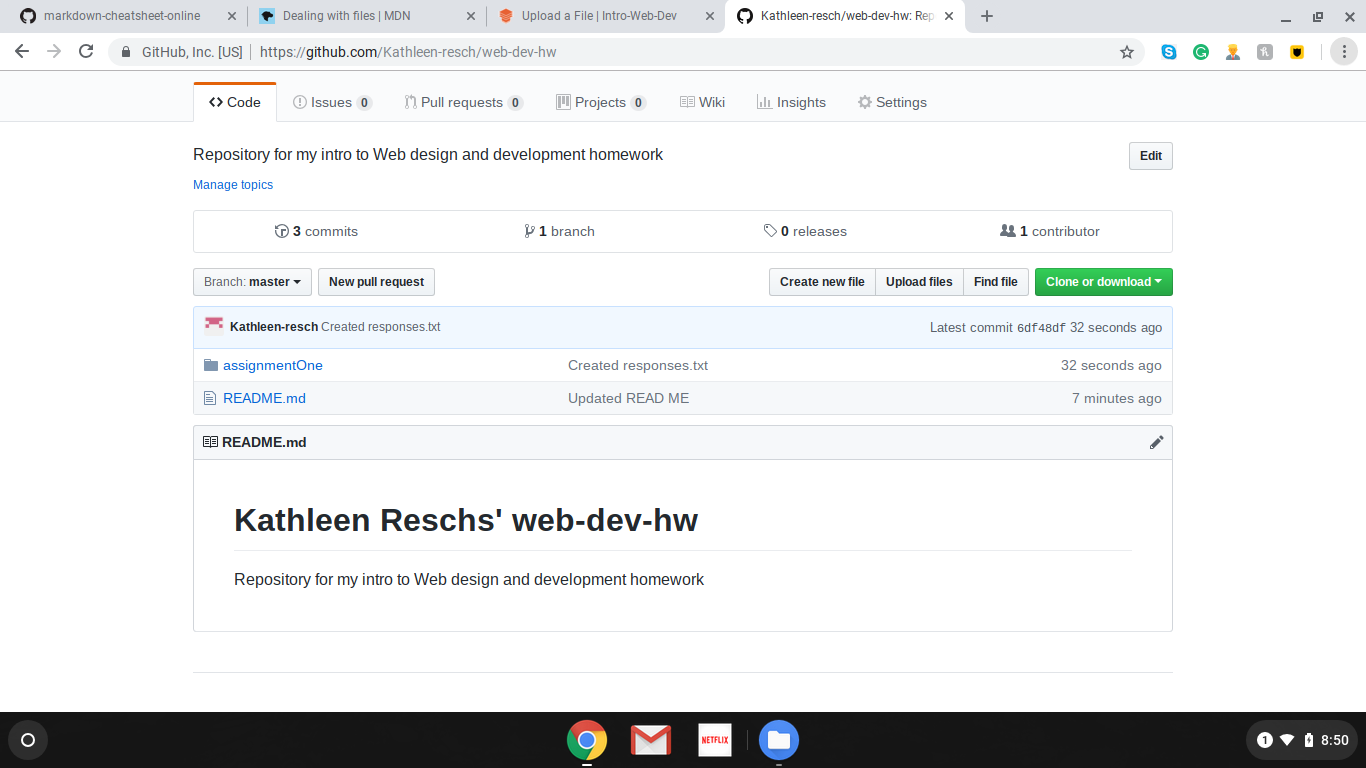 markdown-cheatsheet-online
Dealing with files | MDN
Upload a File | Intro-Web-Dev
Kathleen-resch/web-dev-hw: Rep
GitHub, Inc. [US] https://github.com/Kathleen-resch/web-dev-hw
Code
Issues 0
Pull requests 0
Projects 0
Wiki
Insights
Settings
Repository for my intro to Web design and development homework
Edit
Manage topics
3 commits
1 branch
0 releases
1 contributor
Branch: master
New pull request
Create new file
Upload files
Find file
Clone or download
Kathleen-resch Created responses.txt
Latest commit 6df48df 32 seconds ago
assignmentOne Created responses.txt 32 seconds ago
README.md Updated READ ME 7 minutes ago
README.md
Kathleen Reschs' web-dev-hw
Repository for my intro to Web design and development homework
NETFLIX
1 8:50